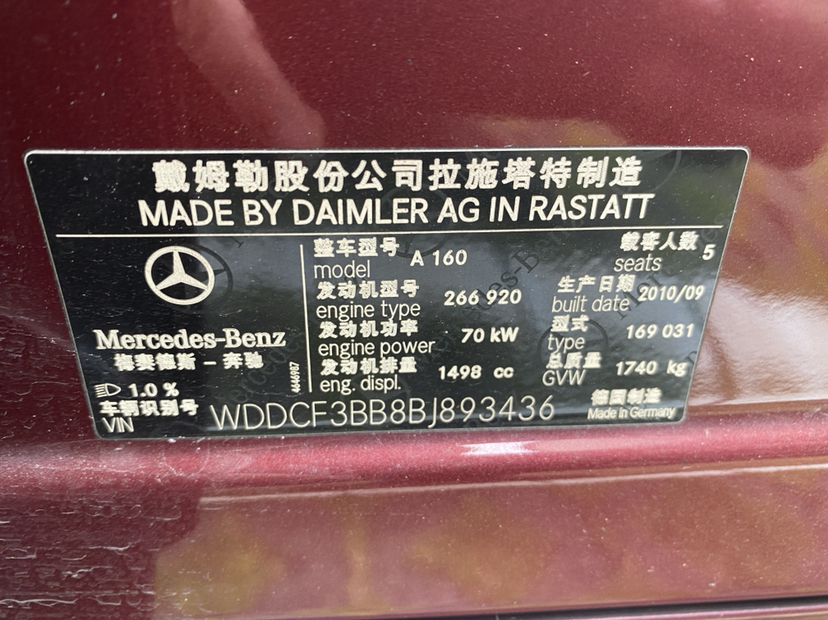 戴姆勒股份公司拉施塔特制造
MADE BY DAIMLER AG IN RASTATT
Mercedes-Benz
梅赛德斯－奔驰
1.0 %
4646987
整车型号
model
A 160
载客人数
seats
5
发动机型号
engine type
266 920
生产日期
built date
2010/09
发动机功率
engine power
70 kW
型式
type
169 031
发动机排量
eng. displ.
1498 cc
总质量
GVW
1740 kg
车辆识别号
VIN
WDDCF3BB8BJ893436
德国制造
Made in Germany